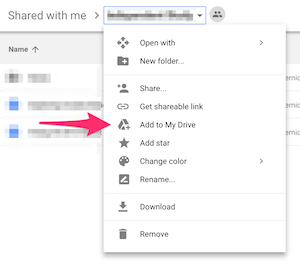 Shared with me
Name
Open with
New folder...
Share...
Get shareable link
Add to My Drive
Add star
Change color
Rename...
Download
Remove